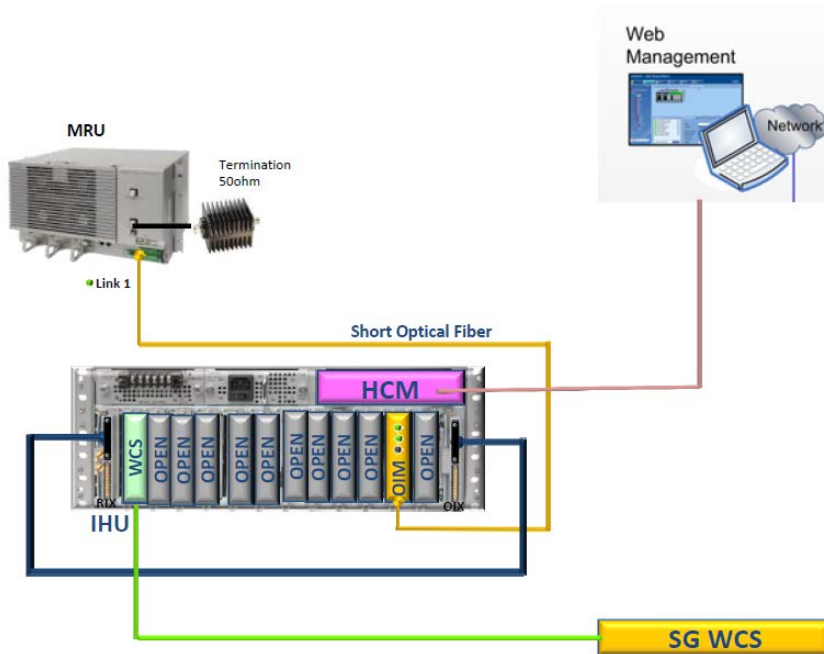 Web
Management
Network
MRU
Termination
50ohm
Link 1
Short Optical Fiber
HCM
WCS
OPEN
OPEN
OPEN
OPEN
OPEN
OPEN
OPEN
OPEN
OPEN
OIM
OPEN
RIX
OIX
IHU
SG WCS